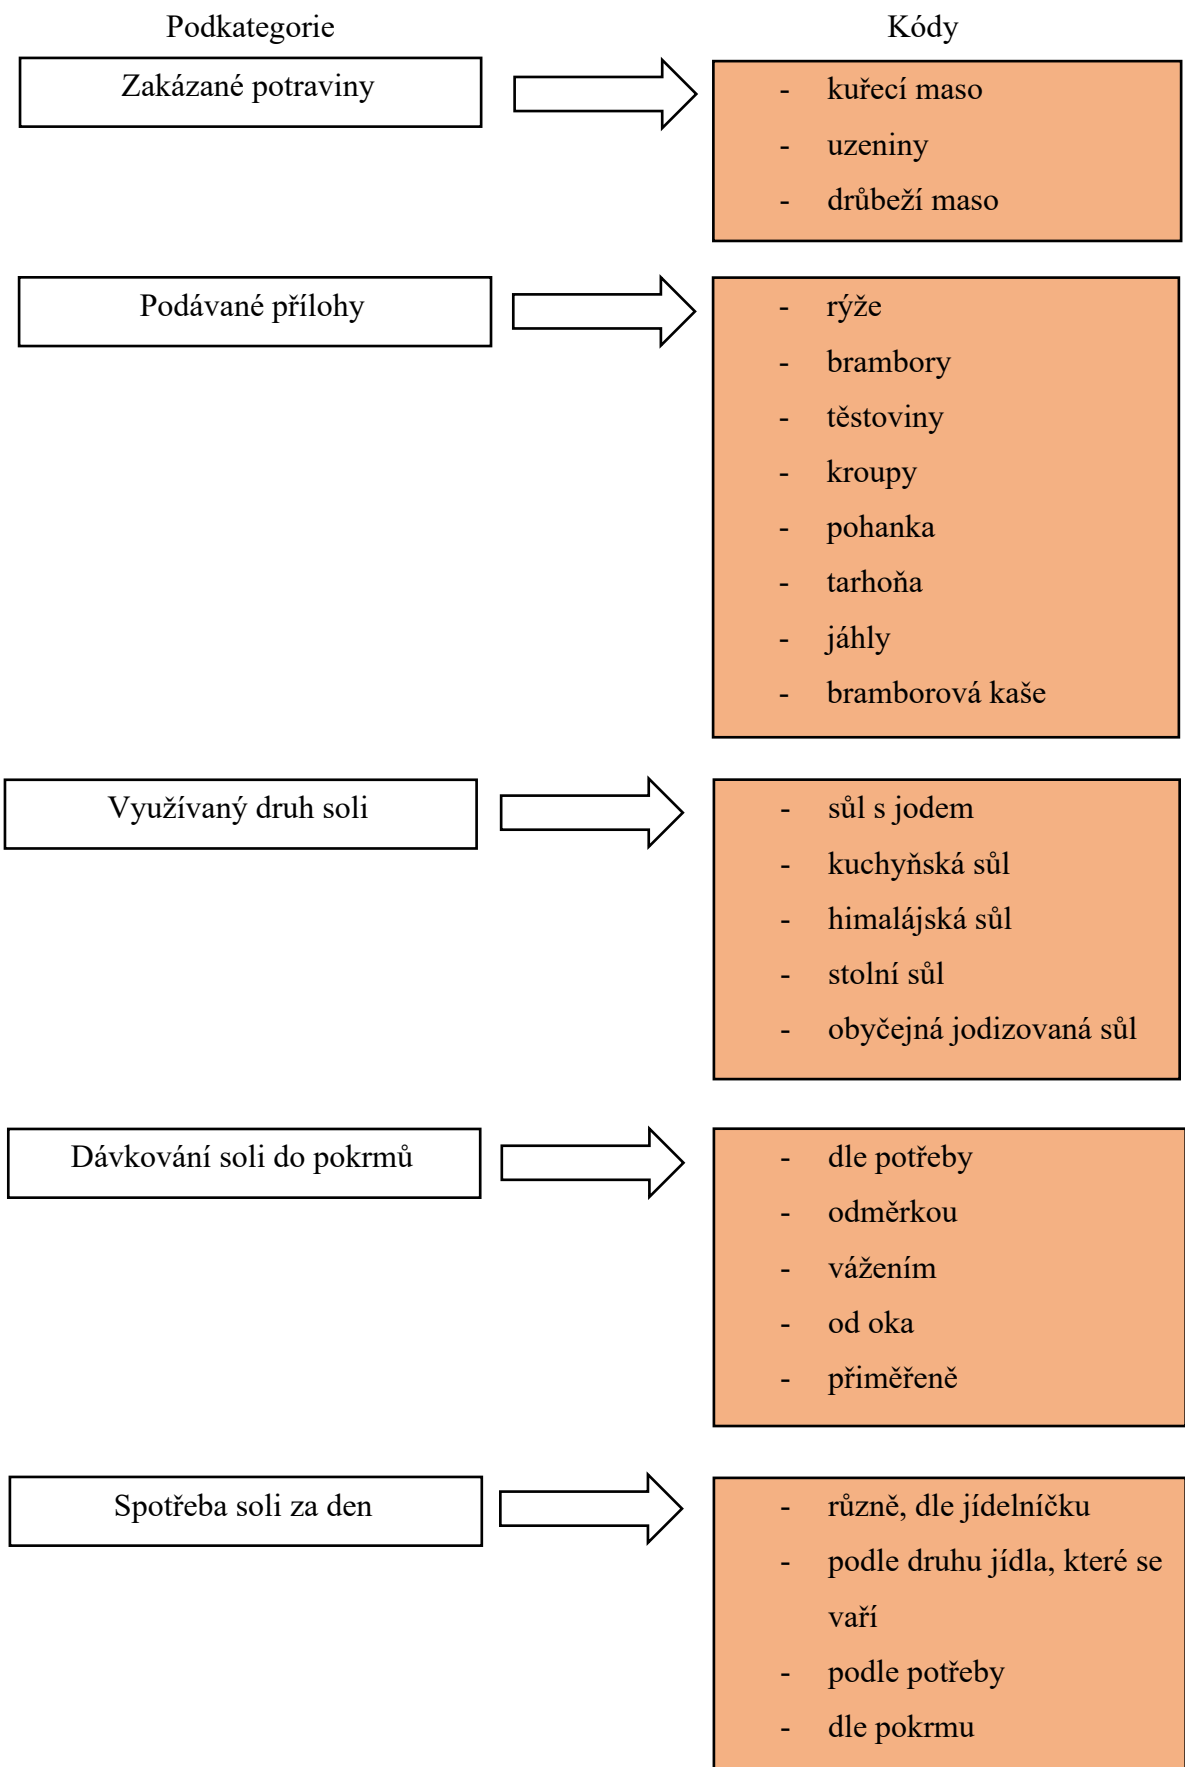 Podkategorie
Kódy
Zakázané potraviny
- kuřecí maso
- uzeniny
- drůbeží maso
Podávané přílohy
- rýže
- brambory
- těstoviny
- kroupy
- pohanka
- tarhoňa
- jáhly
- bramborová kaše
Využívaný druh soli
- sůl s jodem
- kuchyňská sůl
- himalájská sůl
- stolní sůl
- obyčejná jodizovaná sůl
Dávkování soli do pokrmů
- dle potřeby
- odměrkou
- vážením
- od oka
- přiměřeně
Spotřeba soli za den
- různě, dle jídelníčku
- podle druhu jídla, které se
vaří
- podle potřeby
- dle pokrmu